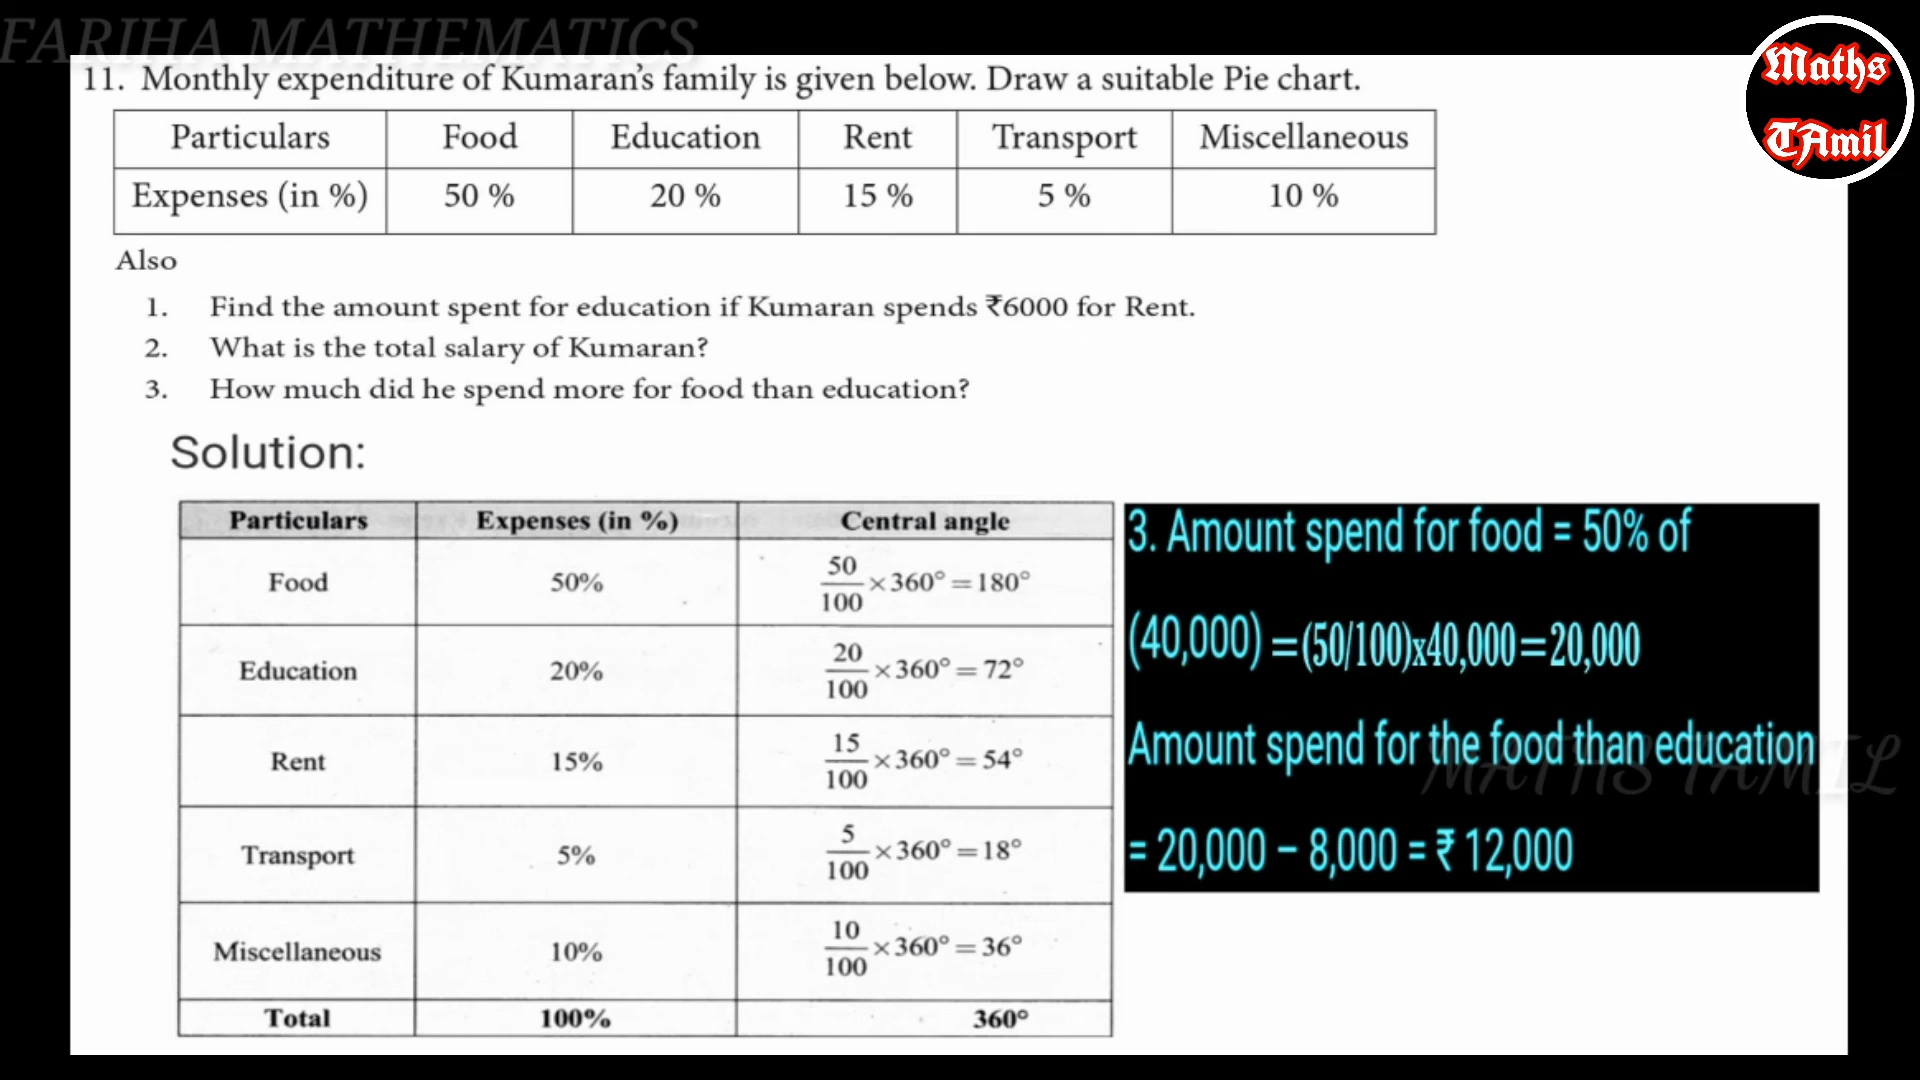 FARIHA MATHEMATICS
Maths
TAmil
11. Monthly expenditure of Kumaran's family is given below. Draw a suitable Pie chart.
Particulars Food Education Rent Transport Miscellaneous
Expenses (in %) 50 % 20 % 15 % 5 % 10 %
Also
1. Find the amount spent for education if Kumaran spends ₹6000 for Rent.
2. What is the total salary of Kumaran?
3. How much did he spend more for food than education?
Solution:
Particulars Expenses (in %) Central angle
Food 50% 50/100 ×360° = 180°
Education 20% 20/100 ×360° = 72°
Rent 15% 15/100 ×360° = 54°
Transport 5% 5/100 ×360° = 18°
Miscellaneous 10% 10/100 ×360° = 36°
Total 100% 360°
3. Amount spend for food = 50% of
(40,000) =(50/100)x40,000=20,000
Amount spend for the food than education
= 20,000 – 8,000 = ₹ 12,000
MATHS TAMIL